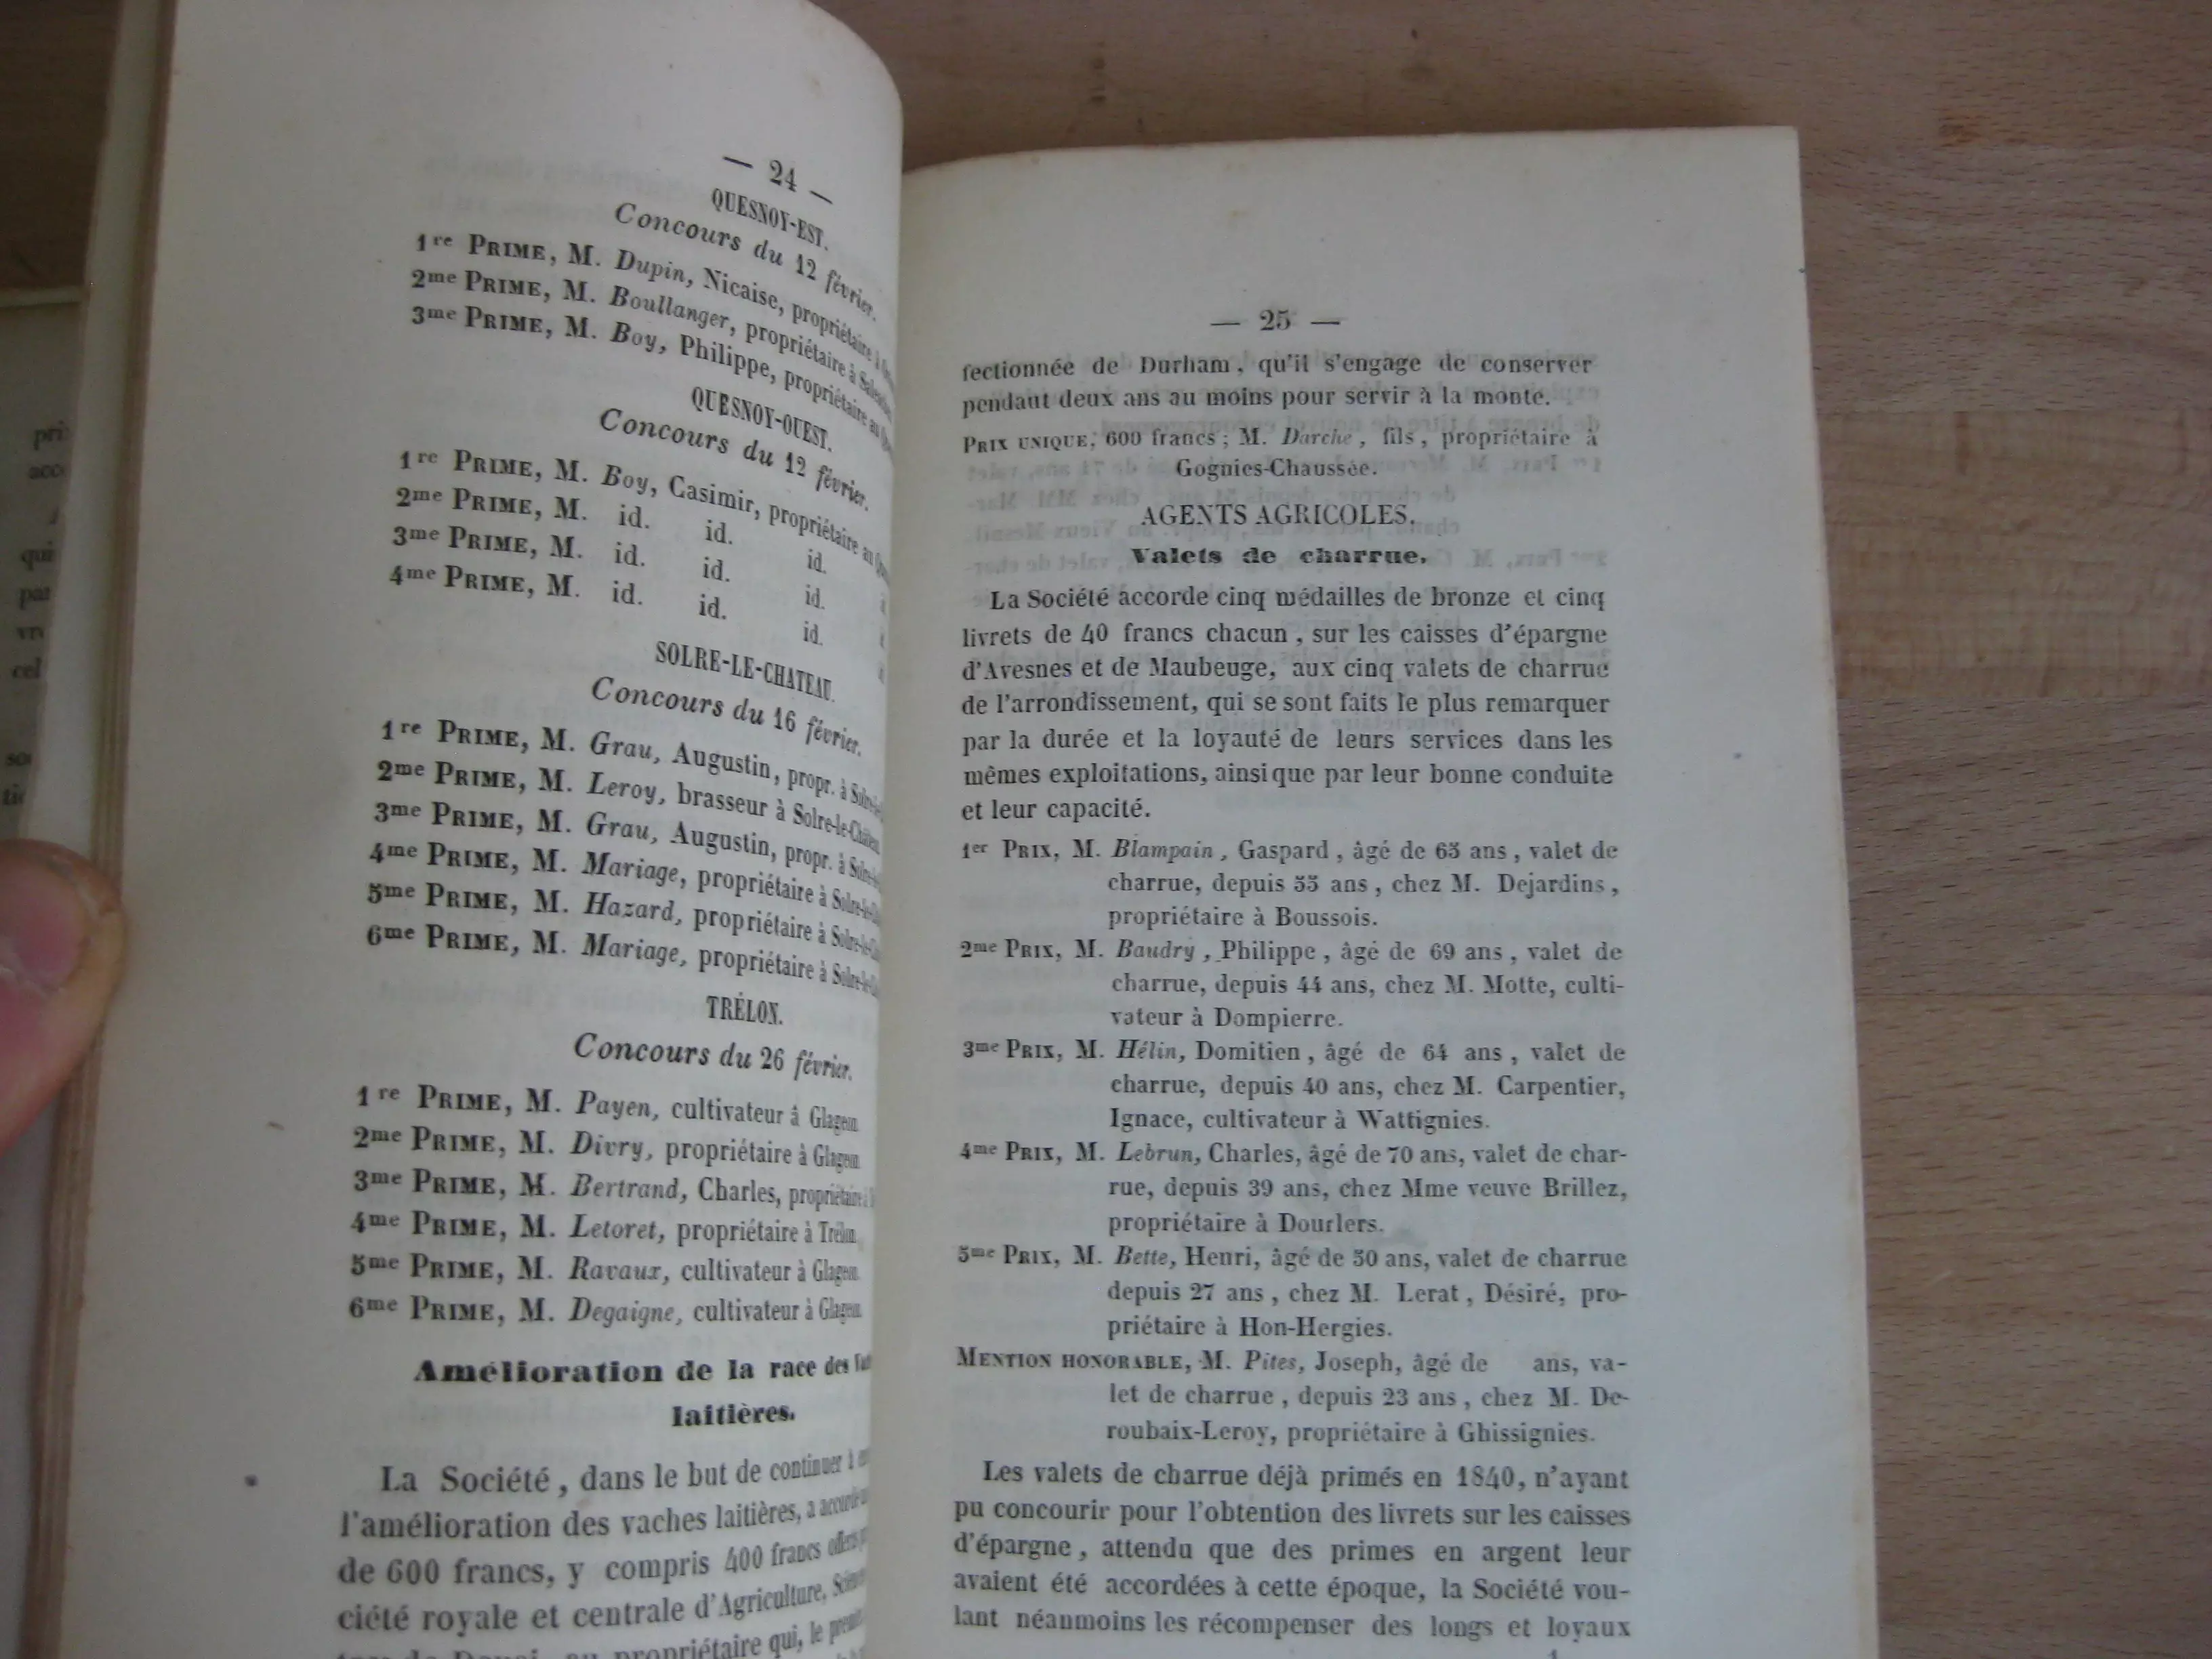 — 24 —
QUESNOY-EST.
Concours du 12 février.
1re PRIME, M. Dupin, Nicaise, propriétaire à
2me PRIME, M. Boullanger, propriétaire à
3me PRIME, M. Boy, Philippe, propriétaire au
QUESNOY-OUEST.
Concours du 12 février.
1re PRIME, M. Boy, Casimir, propriétaire au
2me PRIME, M. id. id. id.
3me PRIME, M. id. id. id.
4me PRIME, M. id. id. id.
SOLRE-LE-CHATEAU.
Concours du 16 février.
1re PRIME, M. Grau, Augustin, propr. à
2me PRIME, M. Leroy, brasseur à Solre-le-Château
3me PRIME, M. Grau, Augustin, propr. à
4me PRIME, M. Mariage, propriétaire à
5me PRIME, M. Hazard, propriétaire à
6me PRIME, M. Mariage, propriétaire à
TRÉLON.
Concours du 26 février.
1re PRIME, M. Payen, cultivateur à Glageon
2me PRIME, M. Divry, propriétaire à Glageon
3me PRIME, M. Bertrand, Charles, propriétaire à
4me PRIME, M. Letoret, propriétaire à Trélon.
5me PRIME, M. Ravaux, cultivateur à Glageon.
6me PRIME, M. Degaigne, cultivateur à Glageon
Amélioration de la race des
laitières.
La Société, dans le but de continuer à
l'amélioration des vaches laitières, a accordé
de 600 francs, y compris 400 francs offerts
ciété royale et centrale d'Agriculture,
propriétaire qui, le
— 25 —
fectionnée de Durham, qu'il s'engage de conserver
pendant deux ans au moins pour servir à la monte.
PRIX UNIQUE, 600 francs ; M. Darche, fils, propriétaire à
Gognies-Chaussée.
AGENTS AGRICOLES.
Valets de charrue.
La Société accorde cinq médailles de bronze et cinq
livrets de 40 francs chacun, sur les caisses d'épargne
d'Avesnes et de Maubeuge, aux cinq valets de charrue
de l'arrondissement, qui se sont faits le plus remarquer
par la durée et la loyauté de leurs services dans les
mêmes exploitations, ainsi que par leur bonne conduite
et leur capacité.
1er PRIX, M. Blampain, Gaspard, âgé de 65 ans, valet de
charrue, depuis 55 ans, chez M. Dejardins,
propriétaire à Boussois.
2me PRIX, M. Baudry, Philippe, âgé de 69 ans, valet de
charrue, depuis 44 ans, chez M. Motte, culti-
vateur à Dompierre.
3me PRIX, M. Hélin, Domitien, âgé de 64 ans, valet de
charrue, depuis 40 ans, chez M. Carpentier,
Ignace, cultivateur à Wattignies.
4me PRIX, M. Lebrun, Charles, âgé de 70 ans, valet de char-
rue, depuis 39 ans, chez Mme veuve Brillez,
propriétaire à Dourlers.
5me PRIX, M. Bette, Henri, âgé de 50 ans, valet de charrue
depuis 27 ans, chez M. Lerat, Désiré, pro-
priétaire à Hon-Hergies.
MENTION HONORABLE, M. Pites, Joseph, âgé de ans, va-
let de charrue, depuis 23 ans, chez M. De-
roubaix-Leroy, propriétaire à Ghissignies.
Les valets de charrue déjà primés en 1840, n'ayant
pu concourir pour l'obtention des livrets sur les caisses
d'épargne, attendu que des primes en argent leur
avaient été accordées à cette époque, la Société vou-
lant néanmoins les récompenser des longs et loyaux